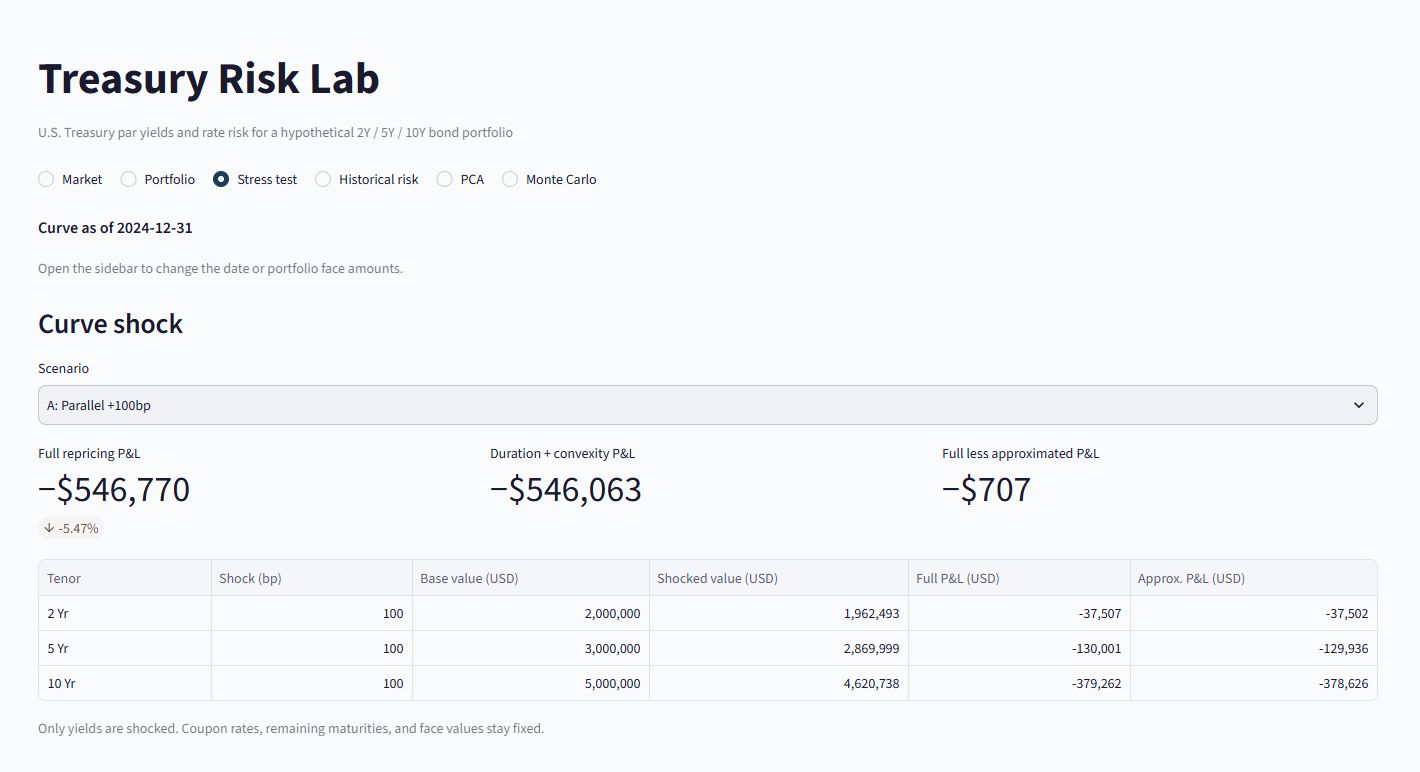 Treasury Risk Lab
U.S. Treasury par yields and rate risk for a hypothetical 2Y / 5Y / 10Y bond portfolio
Market Portfolio Stress test Historical risk PCA Monte Carlo
Curve as of 2024-12-31
Open the sidebar to change the date or portfolio face amounts.
Curve shock
Scenario
A: Parallel +100bp
Full repricing P&L Duration + convexity P&L Full less approximated P&L
−$546,770 −$546,063 −$707
↓ -5.47%
Tenor Shock (bp) Base value (USD) Shocked value (USD) Full P&L (USD) Approx. P&L (USD)
2 Yr 100 2,000,000 1,962,493 -37,507 -37,502
5 Yr 100 3,000,000 2,869,999 -130,001 -129,936
10 Yr 100 5,000,000 4,620,738 -379,262 -378,626
Only yields are shocked. Coupon rates, remaining maturities, and face values stay fixed.